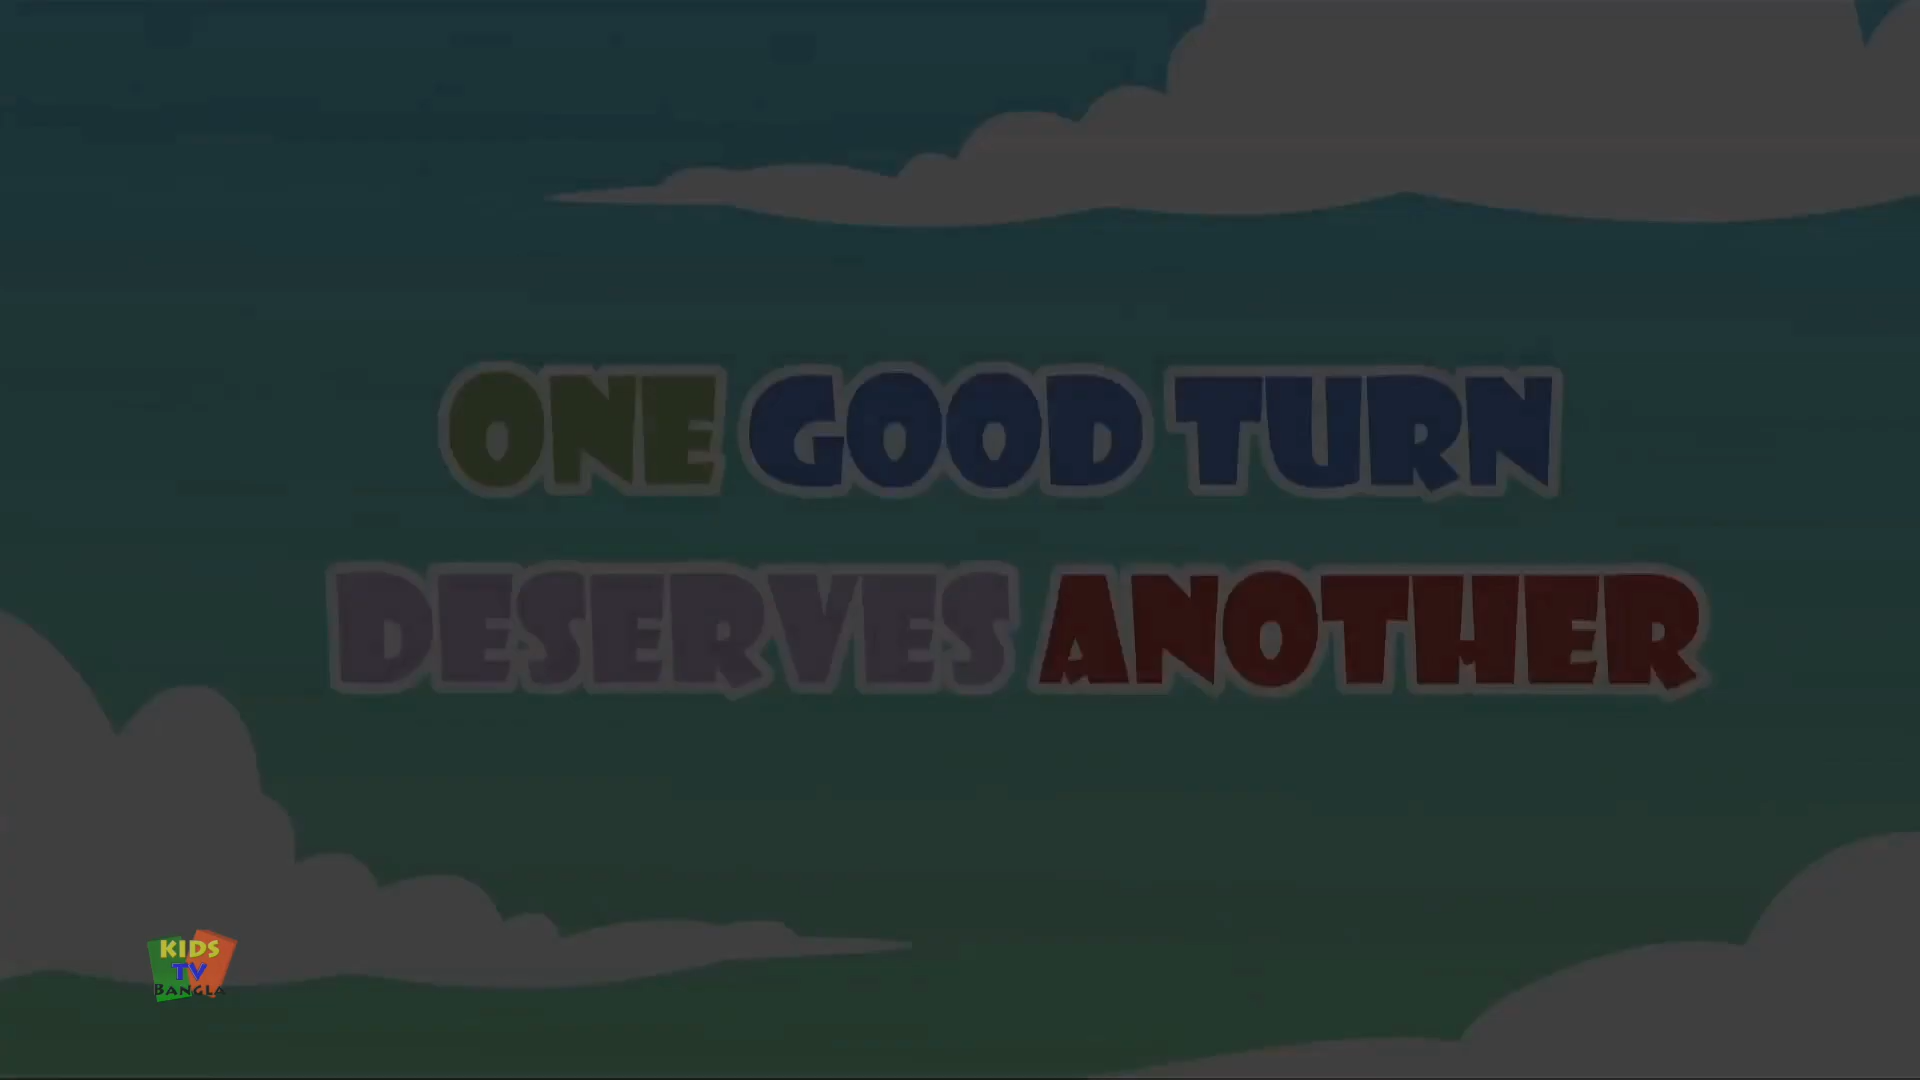 ONE GOOD TURN
DESERVES ANOTHER
KIDS
TV
BANGLA